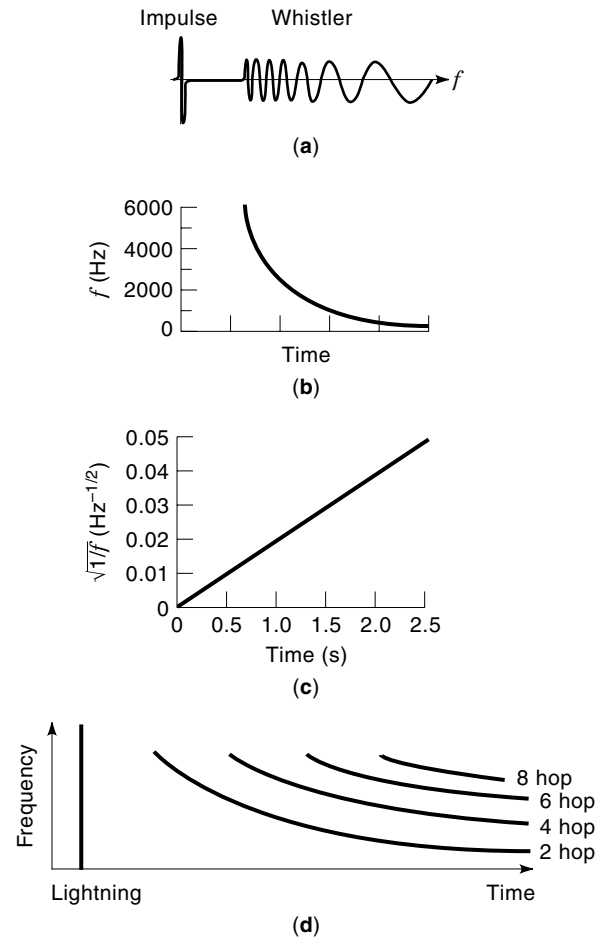 Impulse Whistler
f
(a)
6000
4000
2000
0
f (Hz)
Time
(b)
0.05
0.04
0.03
0.02
0.01
0
√1/f (Hz–1/2)
0 0.5 1.0 1.5 2.0 2.5
Time (s)
(c)
Frequency
8 hop
6 hop
4 hop
2 hop
Lightning Time
(d)